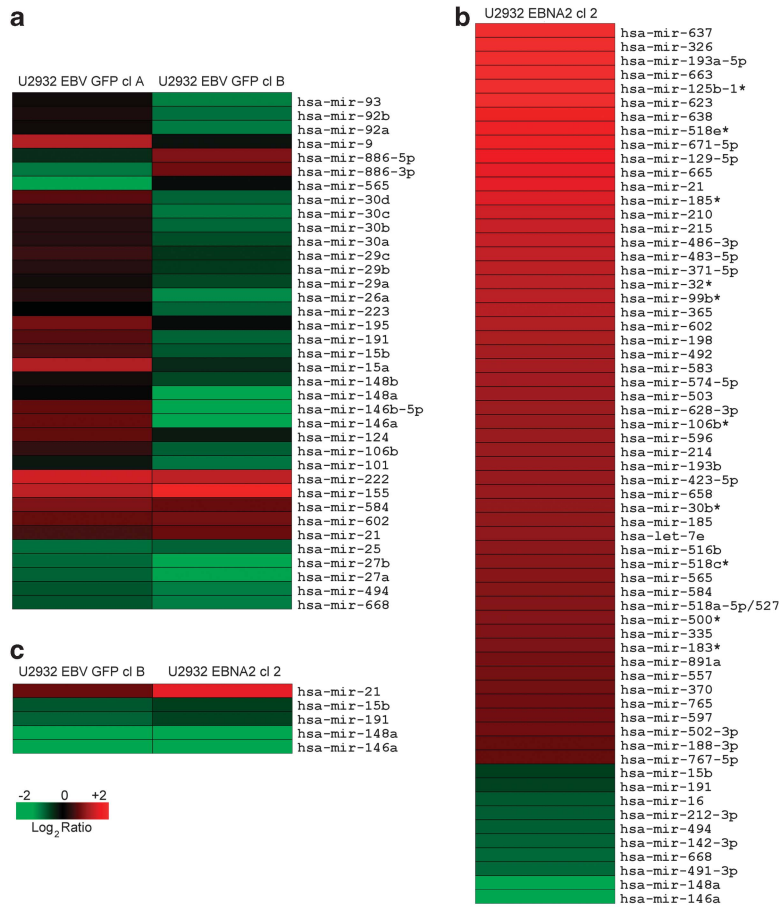 a
U2932 EBV GFP cl A U2932 EBV GFP cl B
hsa-mir-93
hsa-mir-92b
hsa-mir-92a
hsa-mir-9
hsa-mir-886-5p
hsa-mir-886-3p
hsa-mir-565
hsa-mir-30d
hsa-mir-30c
hsa-mir-30b
hsa-mir-30a
hsa-mir-29c
hsa-mir-29b
hsa-mir-29a
hsa-mir-26a
hsa-mir-223
hsa-mir-195
hsa-mir-191
hsa-mir-15b
hsa-mir-15a
hsa-mir-148b
hsa-mir-148a
hsa-mir-146b-5p
hsa-mir-146a
hsa-mir-124
hsa-mir-106b
hsa-mir-101
hsa-mir-222
hsa-mir-155
hsa-mir-584
hsa-mir-602
hsa-mir-21
hsa-mir-25
hsa-mir-27b
hsa-mir-27a
hsa-mir-494
hsa-mir-668
b
U2932 EBNA2 cl 2
hsa-mir-637
hsa-mir-326
hsa-mir-193a-5p
hsa-mir-663
hsa-mir-125b-1*
hsa-mir-623
hsa-mir-638
hsa-mir-518e*
hsa-mir-671-5p
hsa-mir-129-5p
hsa-mir-665
hsa-mir-21
hsa-mir-185*
hsa-mir-210
hsa-mir-215
hsa-mir-486-3p
hsa-mir-483-5p
hsa-mir-371-5p
hsa-mir-32*
hsa-mir-99b*
hsa-mir-365
hsa-mir-602
hsa-mir-198
hsa-mir-492
hsa-mir-583
hsa-mir-574-5p
hsa-mir-503
hsa-mir-628-3p
hsa-mir-106b*
hsa-mir-596
hsa-mir-214
hsa-mir-193b
hsa-mir-423-5p
hsa-mir-658
hsa-mir-30b*
hsa-mir-185
hsa-let-7e
hsa-mir-516b
hsa-mir-518c*
hsa-mir-565
hsa-mir-584
hsa-mir-518a-5p/527
hsa-mir-500*
hsa-mir-335
hsa-mir-183*
hsa-mir-891a
hsa-mir-557
hsa-mir-370
hsa-mir-765
hsa-mir-597
hsa-mir-502-3p
hsa-mir-188-3p
hsa-mir-767-5p
hsa-mir-15b
hsa-mir-191
hsa-mir-16
hsa-mir-212-3p
hsa-mir-494
hsa-mir-142-3p
hsa-mir-668
hsa-mir-491-3p
hsa-mir-148a
hsa-mir-146a
c
U2932 EBV GFP cl B U2932 EBNA2 cl 2
hsa-mir-21
hsa-mir-15b
hsa-mir-191
hsa-mir-148a
hsa-mir-146a
-2 0 +2
Log2 Ratio